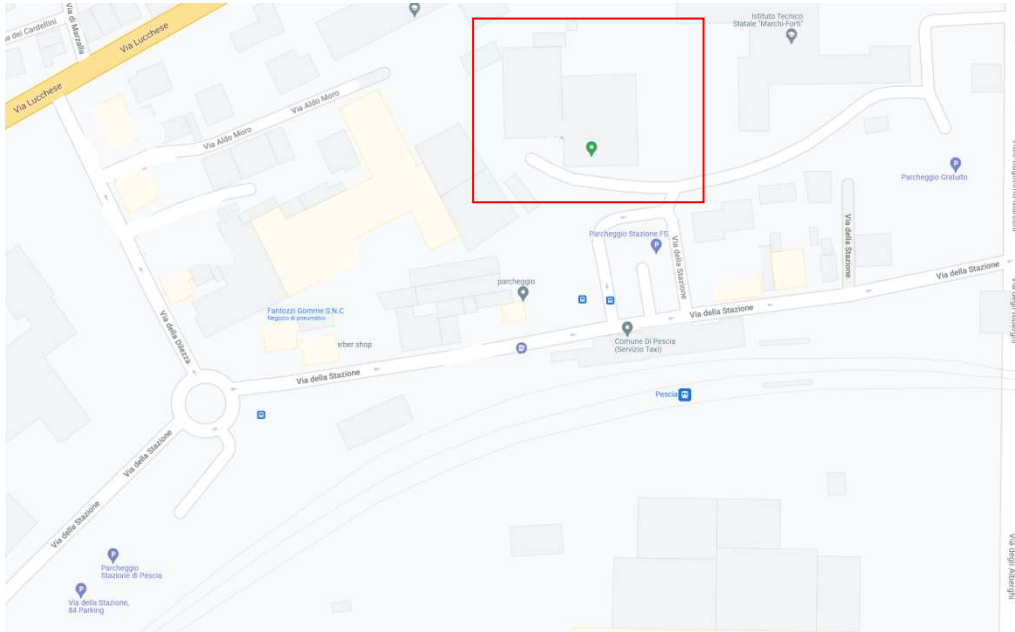 Via di Marzalla
Via dei Cardellini
Via Lucchese
Via Lucchese
Istituto Tecnico
Statale "Marchi-Forti"
Via Aldo Moro
Via Aldo Moro
Parcheggio Gratuito
Via della Stazione
Parcheggio Stazione FS
Via della Stazione
Via della Stazione
parcheggio
Via degli Alberghi
Fantozzi Gomme S.N.C
Negozio di pneumatici
Via della Dilezza
Via della Stazione
Comune Di Pescia
(Servizio Taxi)
arber shop
Via della Stazione
Pescia
Via della Stazione
Via della Stazione
Via degli Alberghi
Parcheggio
Stazione di Pescia
Via della Stazione,
84 Parking